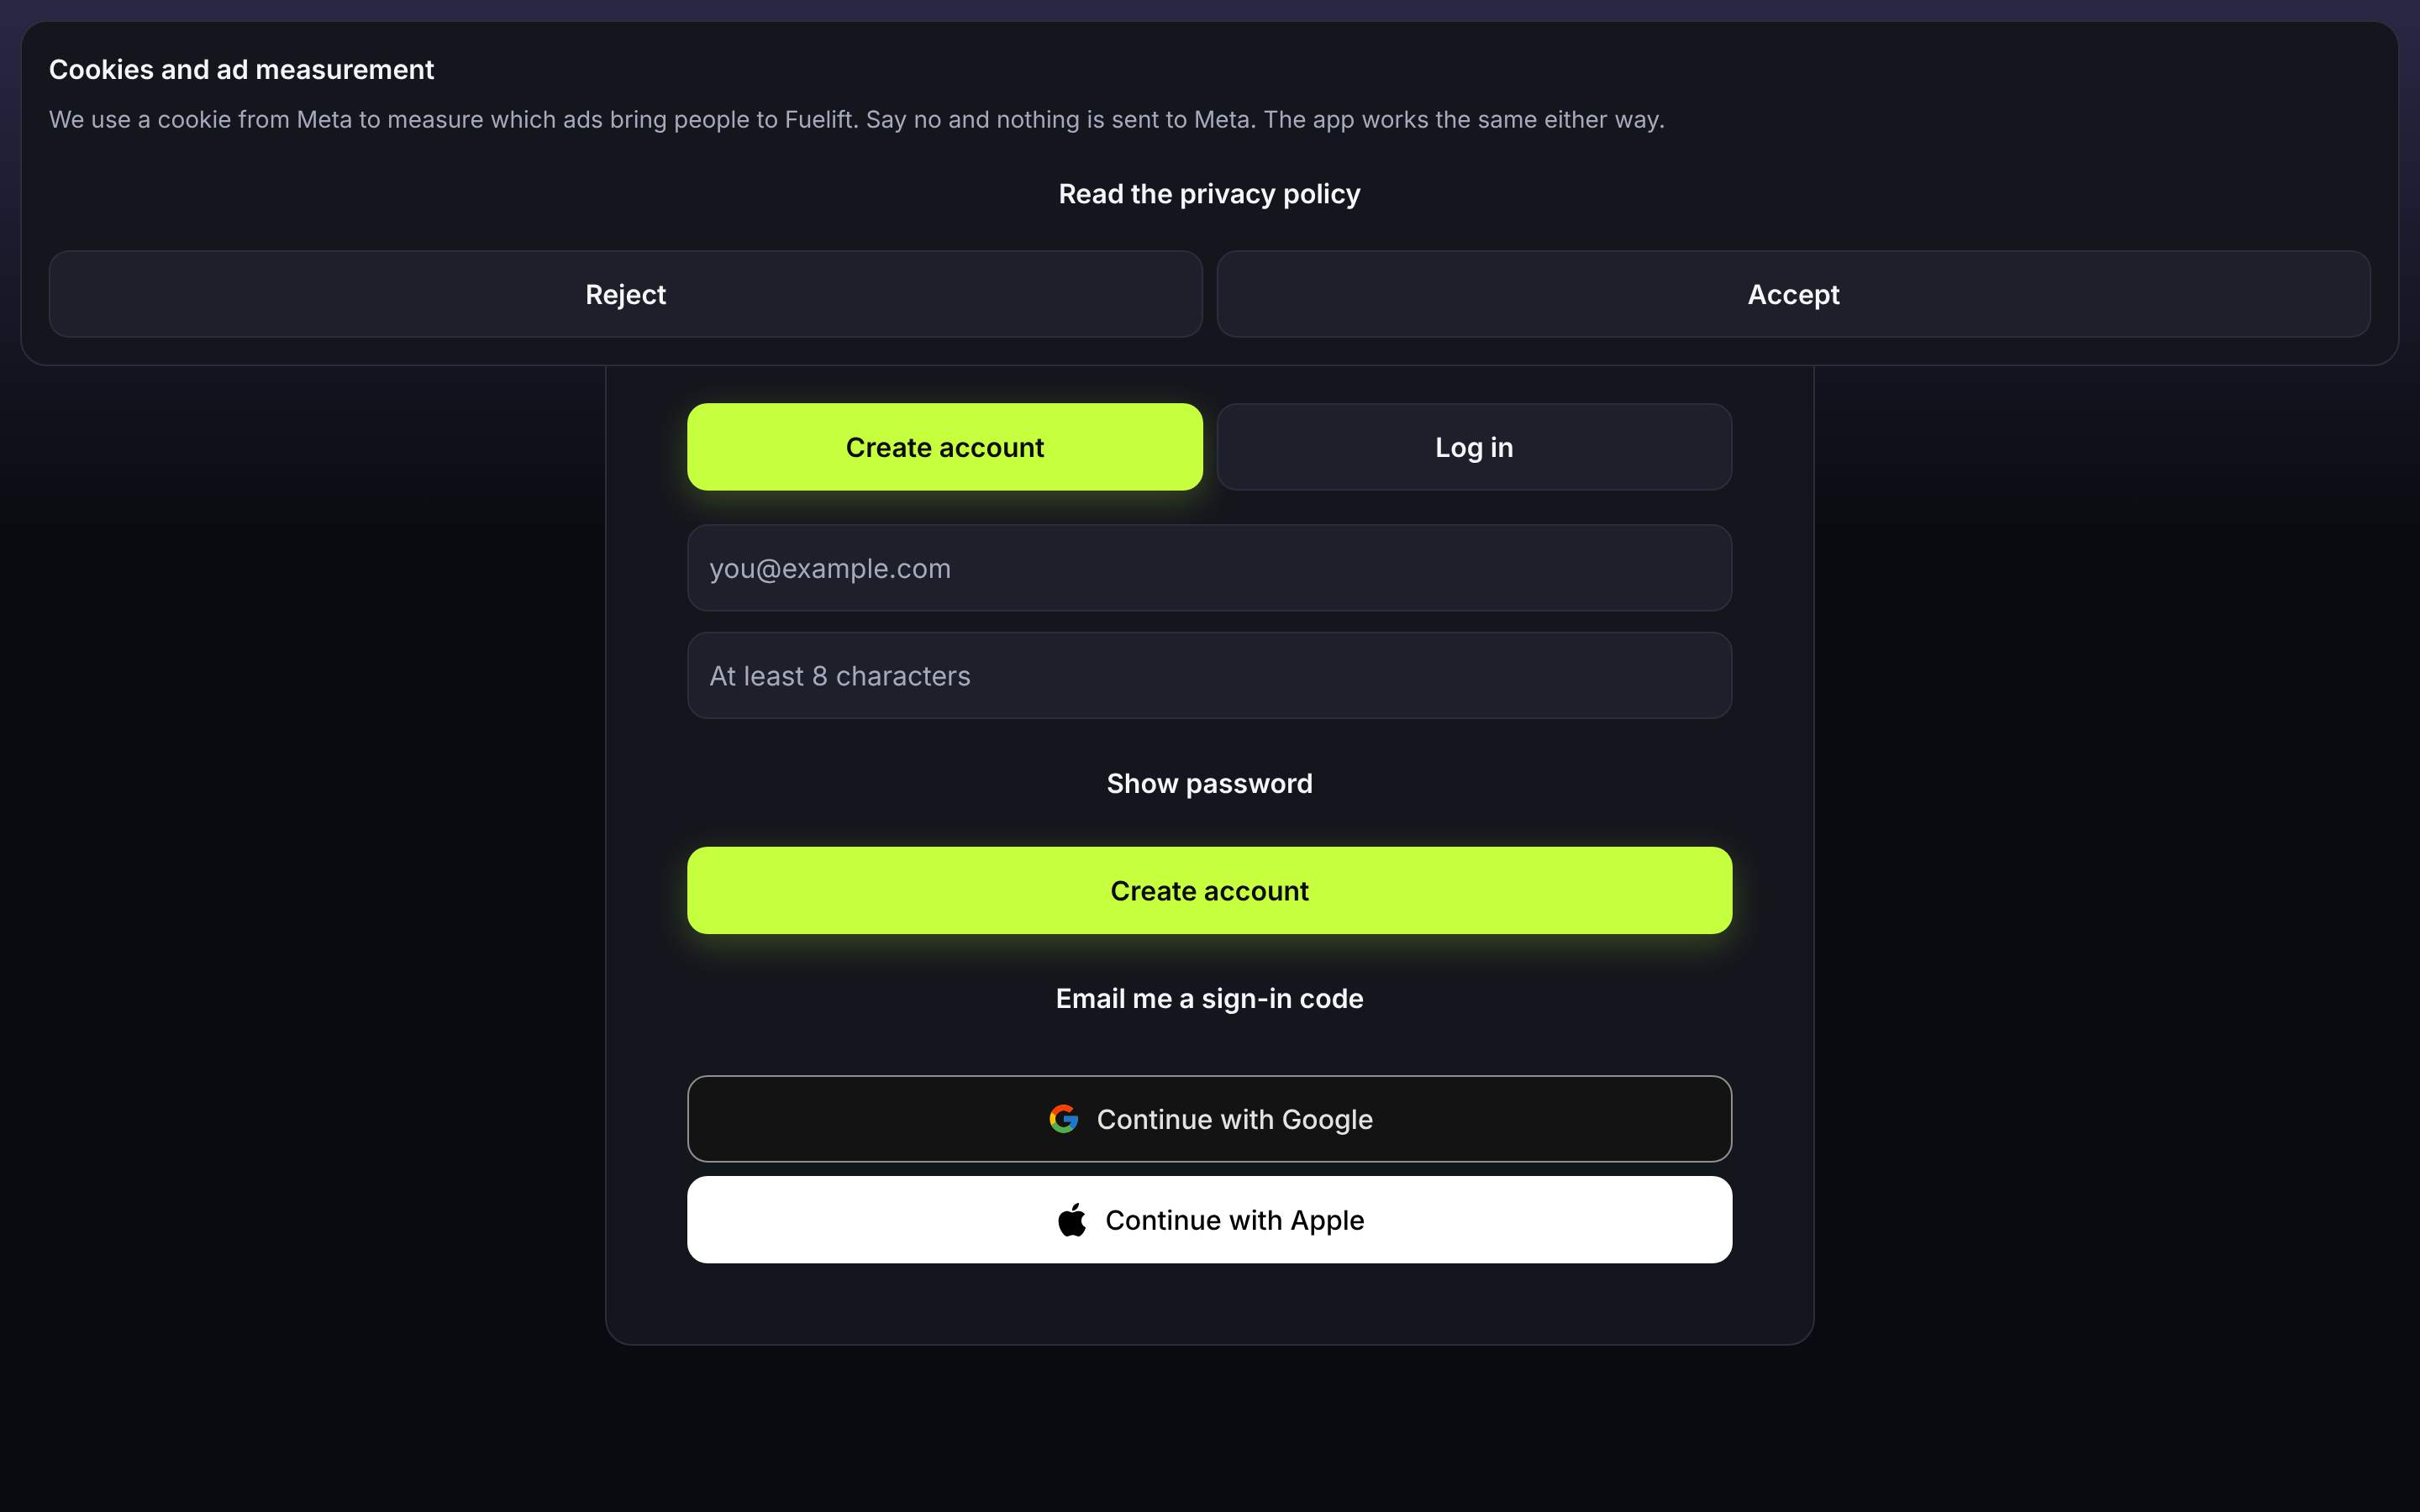 Cookies and ad measurement
We use a cookie from Meta to measure which ads bring people to Fuelift. Say no and nothing is sent to Meta. The app works the same either way.
Read the privacy policy
Reject
Accept
Create account
Log in
you@example.com
At least 8 characters
Show password
Create account
Email me a sign-in code
Continue with Google
Continue with Apple